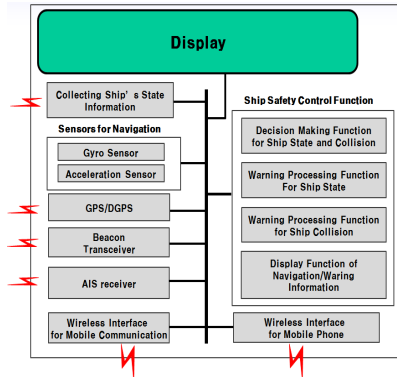 Display
Collecting Ship's State
Information
Sensors for Navigation
Gyro Sensor
Acceleration Sensor
GPS/DGPS
Beacon
Transceiver
AIS receiver
Wireless Interface
for Mobile Communication
Ship Safety Control Function
Decision Making Function
for Ship State and Collision
Warning Processing Function
For Ship State
Warning Processing Function
for Ship Collision
Display Function of
Navigation/Waring
Information
Wireless Interface
for Mobile Phone